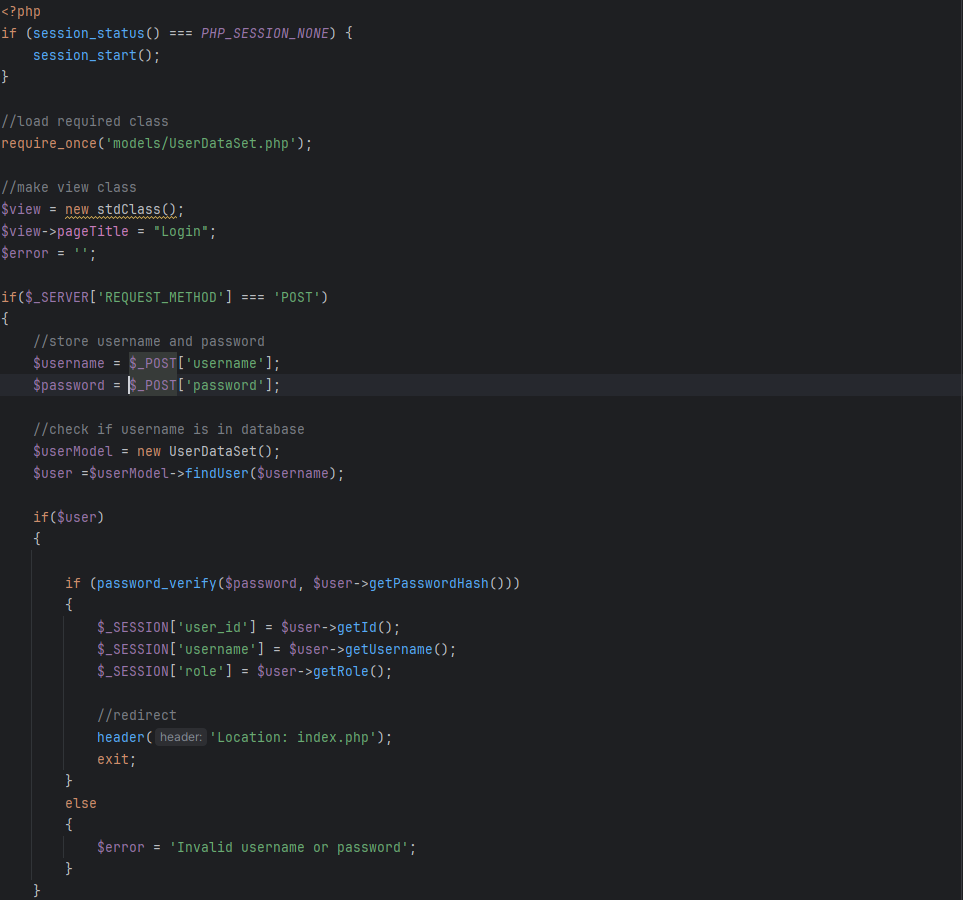 <?php
if (session_status() === PHP_SESSION_NONE) {
    session_start();
}

//load required class
require_once('models/UserDataSet.php');

//make view class
$view = new stdClass();
$view->pageTitle = "Login";
$error = '';

if($_SERVER['REQUEST_METHOD'] === 'POST')
{
    //store username and password
    $username = $_POST['username'];
    $password = $_POST['password'];

    //check if username is in database
    $userModel = new UserDataSet();
    $user =$userModel->findUser($username);

    if($user)
    {

        if (password_verify($password, $user->getPasswordHash()))
        {
            $_SESSION['user_id'] = $user->getId();
            $_SESSION['username'] = $user->getUsername();
            $_SESSION['role'] = $user->getRole();

            //redirect
            header( header: 'Location: index.php');
            exit;
        }
        else
        {
            $error = 'Invalid username or password';
        }
    }